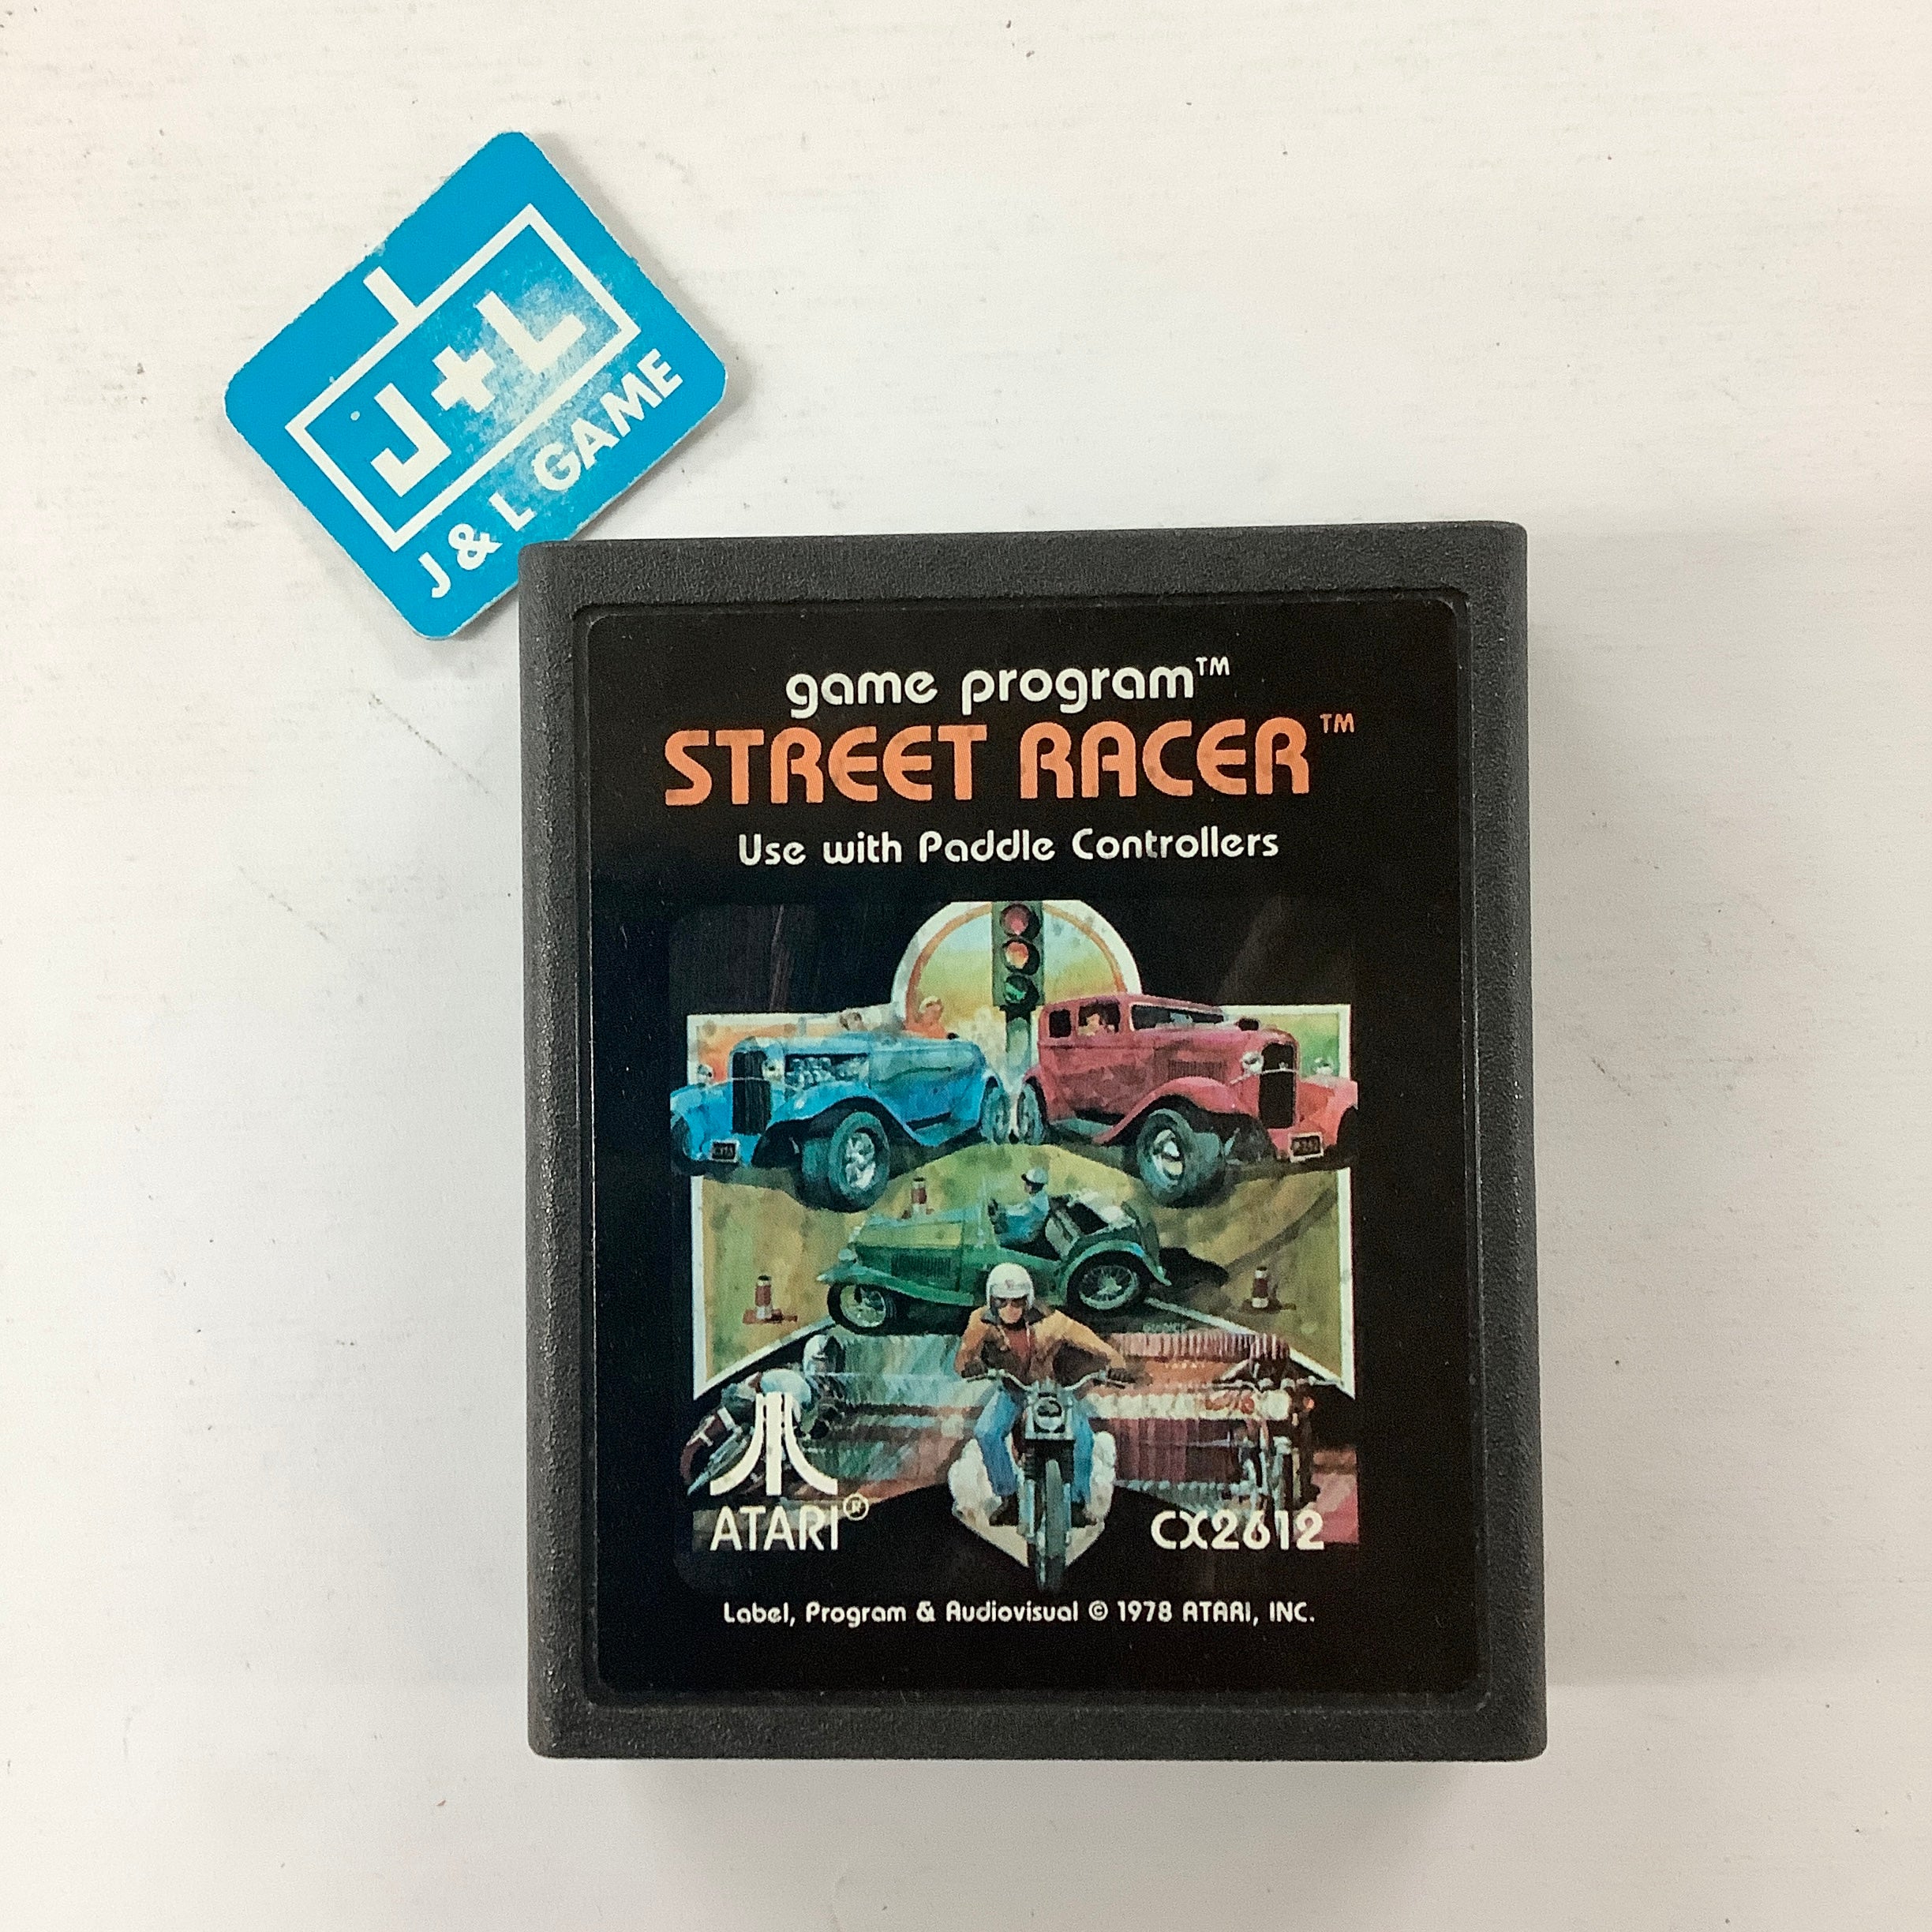 J+L
J & L GAME
game program™
STREET RACER™
Use with Paddle Controllers
ATARI®
CX2612
Label, Program & Audiovisual © 1978 ATARI, INC.